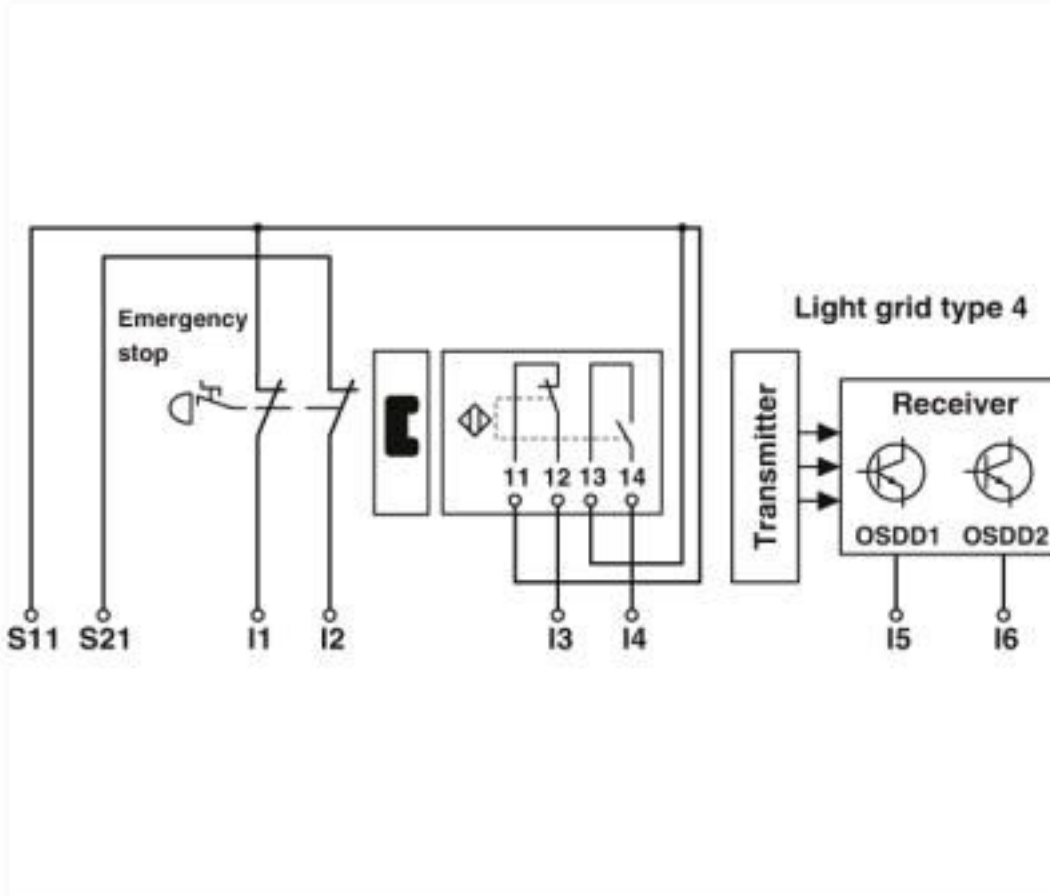 Emergency
stop
Light grid type 4
Transmitter
Receiver
11 12 13 14
OSDD1 OSDD2
S11 S21 I1 I2 I3 I4 I5 I6